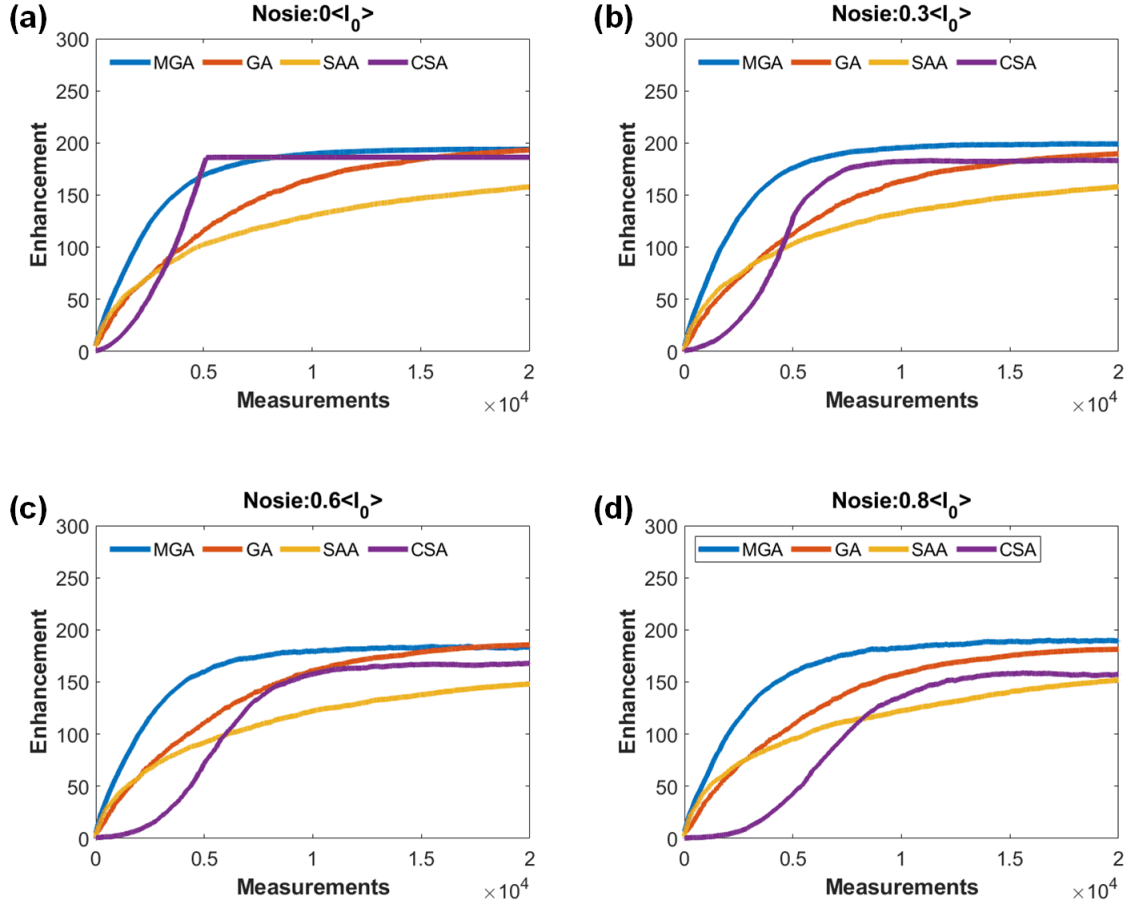 (a) Nosie:0<I0>
300
MGA GA SAA CSA
250
200
150
100
50
0
Enhancement
0 0.5 1 1.5 2
Measurements ×10^4
(b) Nosie:0.3<I0>
300
MGA GA SAA CSA
250
200
150
100
50
0
Enhancement
0 0.5 1 1.5 2
Measurements ×10^4
(c) Nosie:0.6<I0>
300
MGA GA SAA CSA
250
200
150
100
50
0
Enhancement
0 0.5 1 1.5 2
Measurements ×10^4
(d) Nosie:0.8<I0>
300
MGA GA SAA CSA
250
200
150
100
50
0
Enhancement
0 0.5 1 1.5 2
Measurements ×10^4